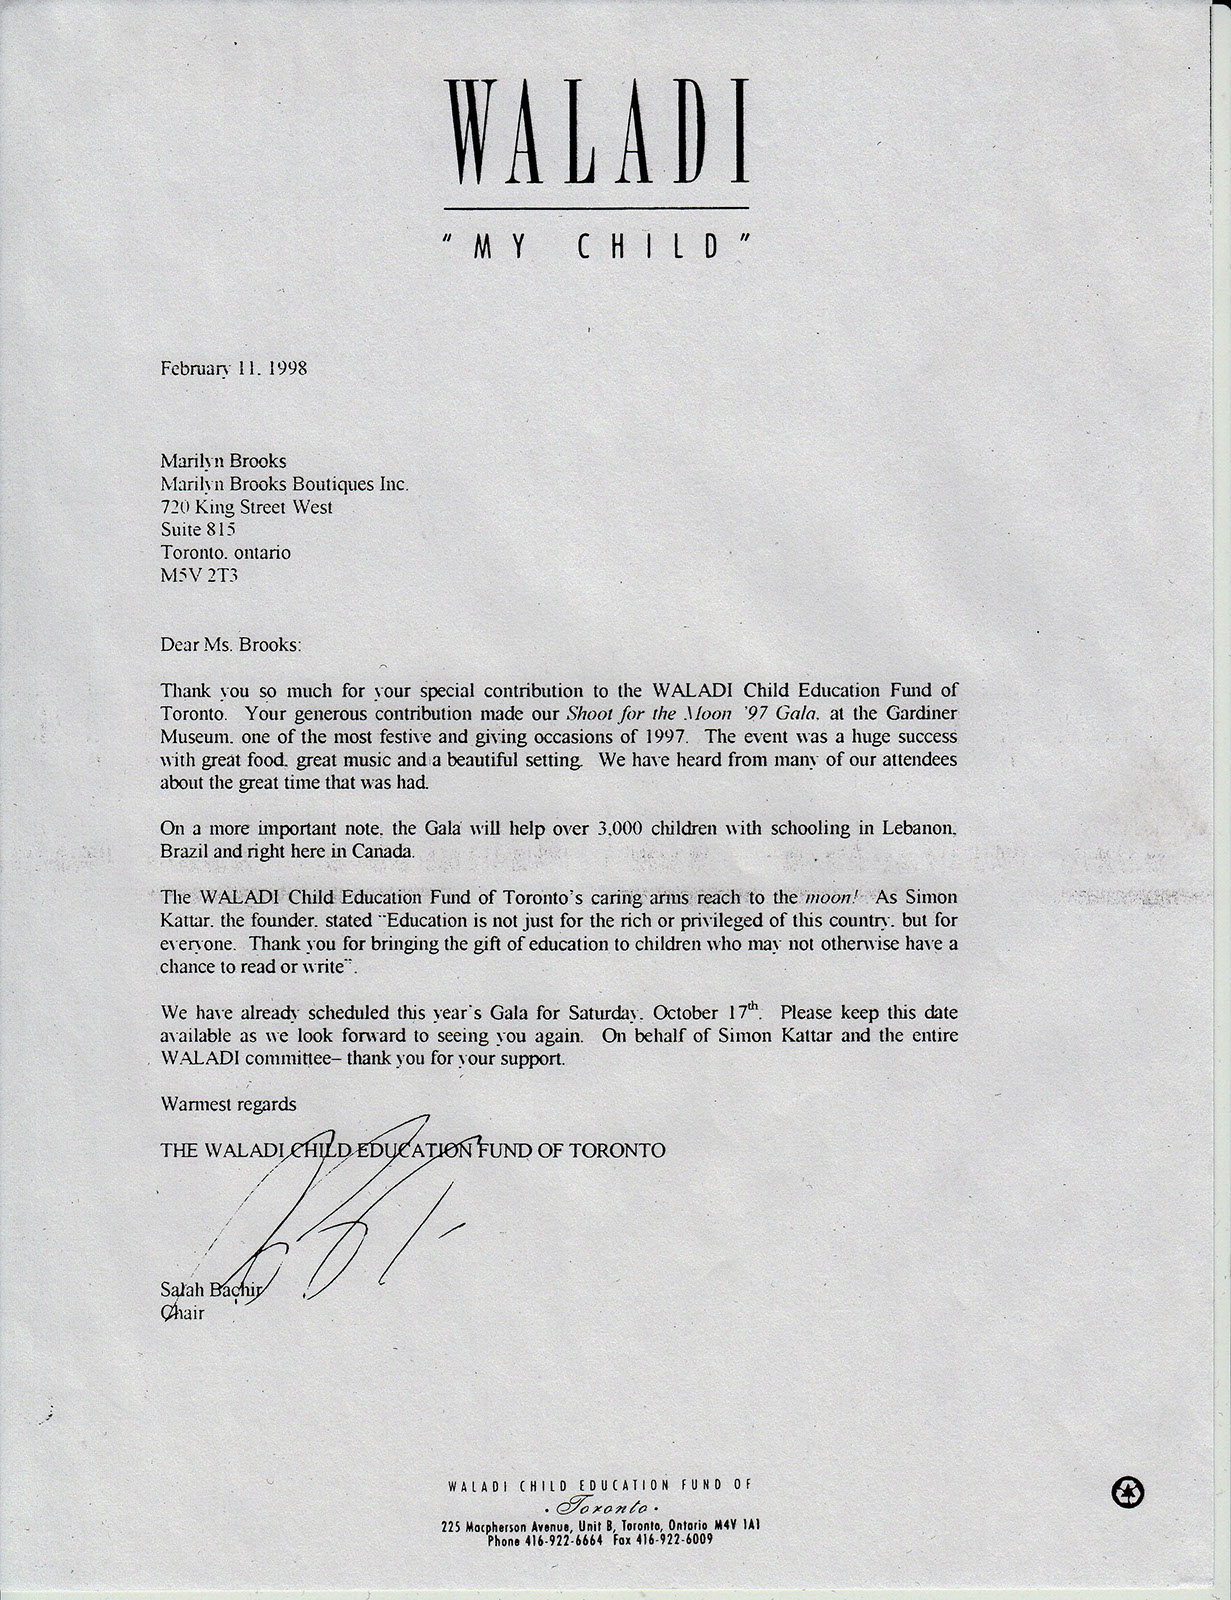 WALADI
"MY CHILD"
February 11, 1998
Marilyn Brooks
Marilyn Brooks Boutiques Inc.
720 King Street West
Suite 815
Toronto, ontario
M5V 2T3
Dear Ms. Brooks:
Thank you so much for your special contribution to the WALADI Child Education Fund of
Toronto. Your generous contribution made our Shoot for the Moon '97 Gala, at the Gardiner
Museum, one of the most festive and giving occasions of 1997. The event was a huge success
with great food, great music and a beautiful setting. We have heard from many of our attendees
about the great time that was had.
On a more important note, the Gala will help over 3,000 children with schooling in Lebanon,
Brazil and right here in Canada.
The WALADI Child Education Fund of Toronto's caring arms reach to the moon! As Simon
Kattar, the founder, stated "Education is not just for the rich or privileged of this country, but for
everyone. Thank you for bringing the gift of education to children who may not otherwise have a
chance to read or write".
We have already scheduled this year's Gala for Saturday, October 17th. Please keep this date
available as we look forward to seeing you again. On behalf of Simon Kattar and the entire
WALADI committee– thank you for your support.
Warmest regards
THE WALADI CHILD EDUCATION FUND OF TORONTO
Salah Bachir
Chair
WALADI CHILD EDUCATION FUND OF
· Toronto ·
225 Macpherson Avenue, Unit B, Toronto, Ontario M4V 1A1
Phone 416-922-6664 Fax 416-922-6009